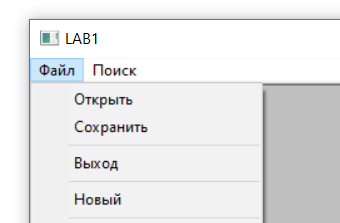 LAB1
Файл Поиск
Открыть
Сохранить
Выход
Новый